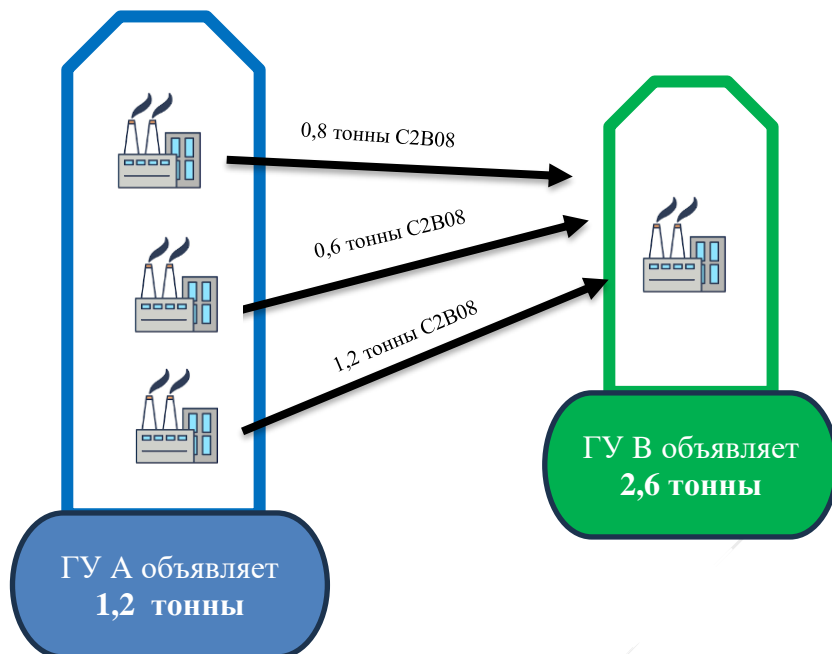 0,8 тонны C2B08
0,6 тонны C2B08
1,2 тонны C2B08
ГУ В объявляет
2,6 тонны
ГУ А объявляет
1,2 тонны